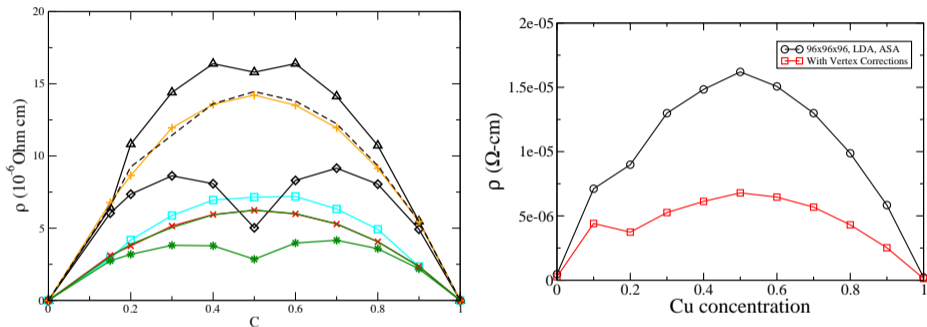 20
15
10
5
0
ρ (10⁻⁶Ohm cm)
0 0.2 0.4 0.6 0.8 1
C
2e-05
1.5e-05
1e-05
5e-06
0
ρ (Ω-cm)
96x96x96, LDA, ASA
With Vertex Corrections
0 0.2 0.4 0.6 0.8 1
Cu concentration